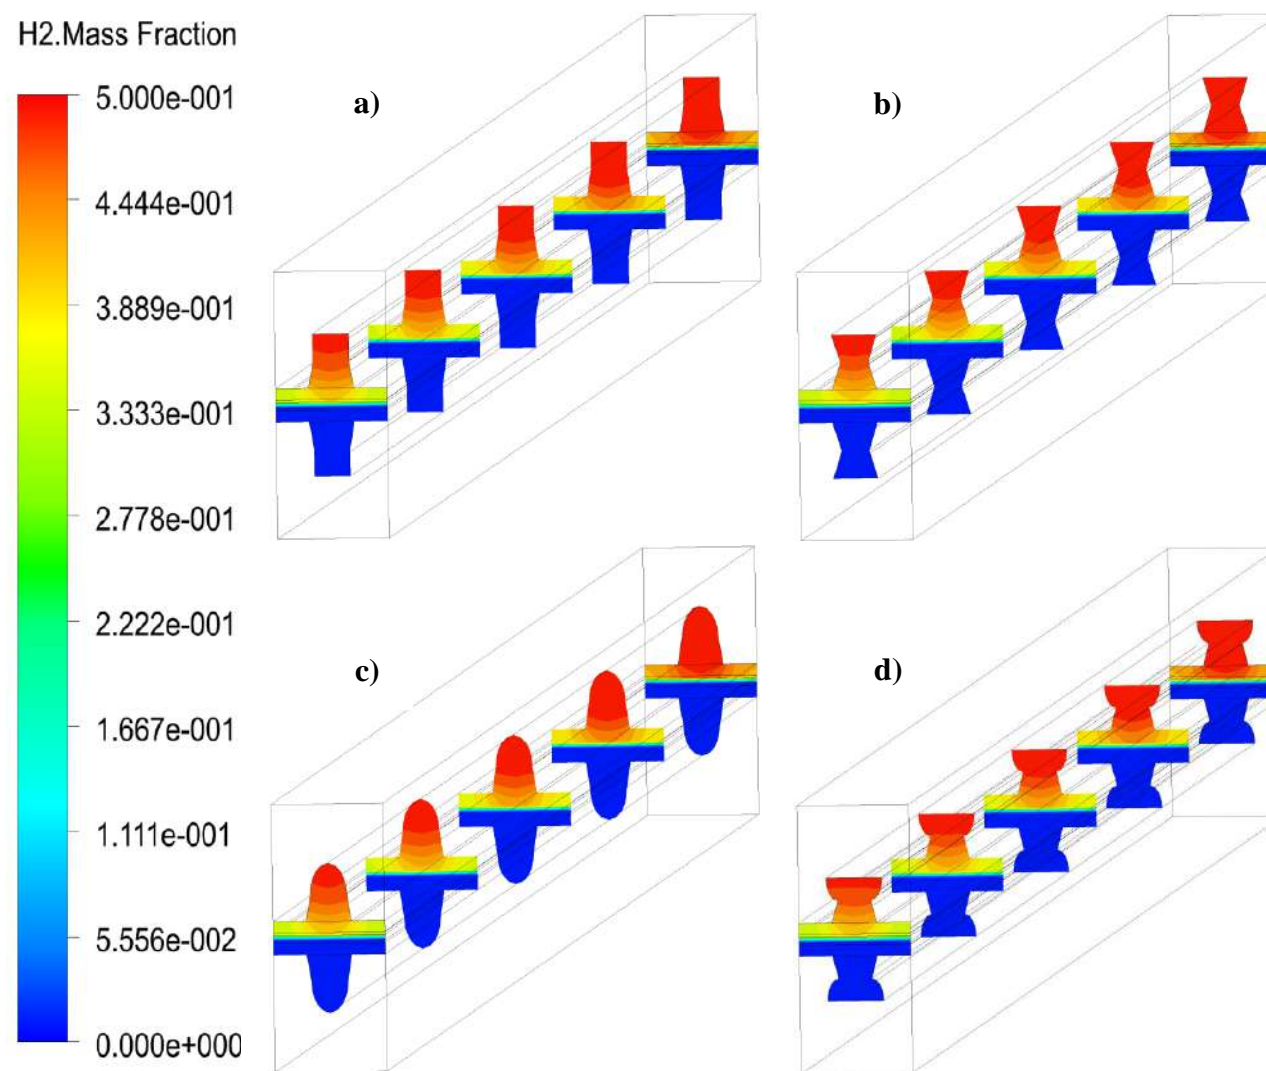 H2.Mass Fraction
5.000e-001
4.444e-001
3.889e-001
3.333e-001
2.778e-001
2.222e-001
1.667e-001
1.111e-001
5.556e-002
0.000e+000
a)
b)
c)
d)